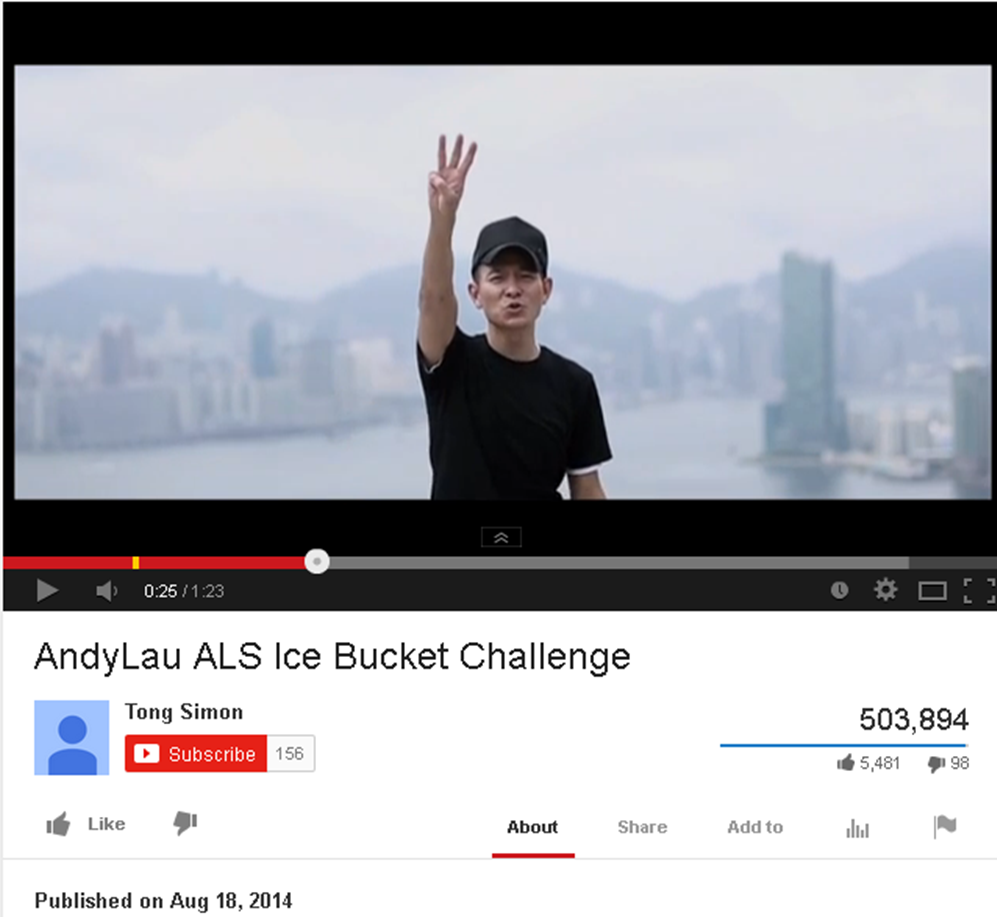 0:25 / 1:23
AndyLau ALS Ice Bucket Challenge
Tong Simon
503,894
Subscribe 156
5,481 98
Like
About Share Add to
Published on Aug 18, 2014